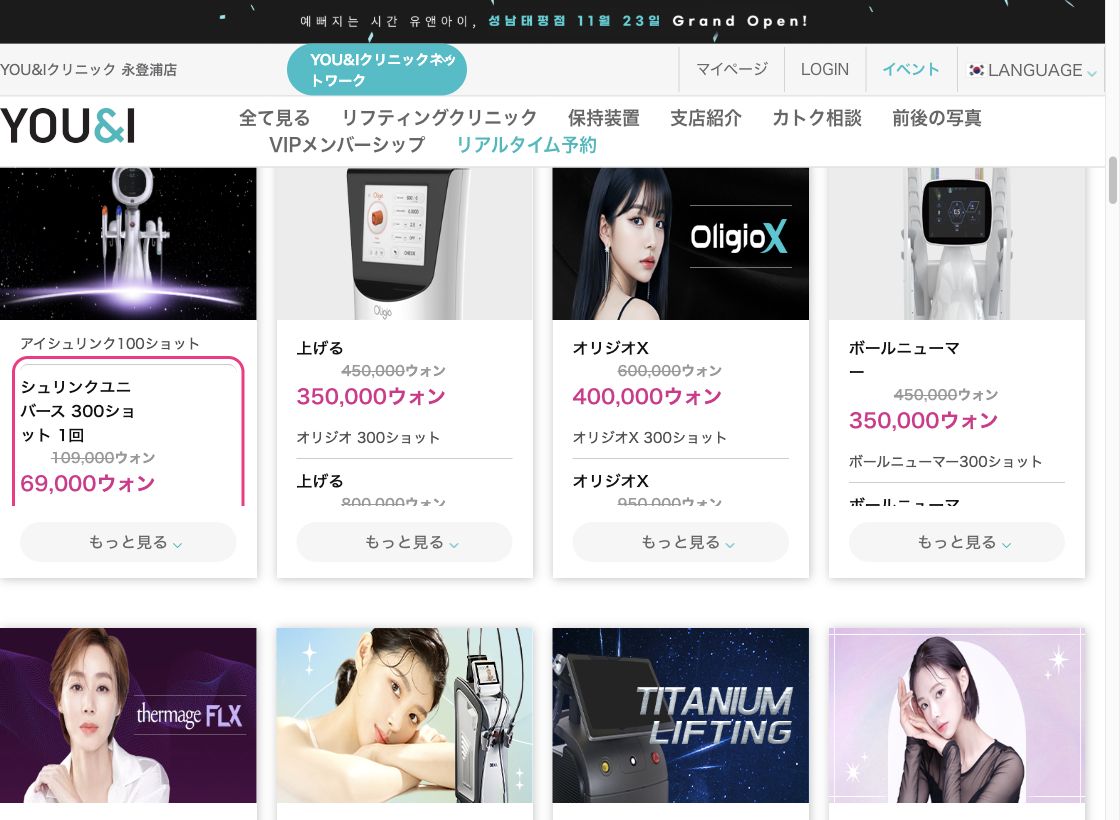 예뻐지는 시간 유앤아이, 성남태평점 11월 23일 Grand Open!
YOU&Iクリニック 永登浦店
YOU&Iクリニックネッ
トワーク
マイページ
LOGIN
イベント
LANGUAGE
YOU&I
全て見る リフティングクリニック 保持装置 支店紹介 カトク相談 前後の写真
VIPメンバーシップ リアルタイム予約
Oligio
OligioX
アイシュリンク100ショット
シュリンクユニ
バース 300ショ
ット 1回
109,000ウォン
69,000ウォン
もっと見る
上げる
450,000ウォン
350,000ウォン
オリジオ 300ショット
上げる
800,000ウォン
もっと見る
オリジオX
600,000ウォン
400,000ウォン
オリジオX 300ショット
オリジオX
950,000ウォン
もっと見る
ボールニューマ
ー
450,000ウォン
350,000ウォン
ボールニューマー300ショット
ボールニューマ
もっと見る
thermage FLX
TITANIUM
LIFTING